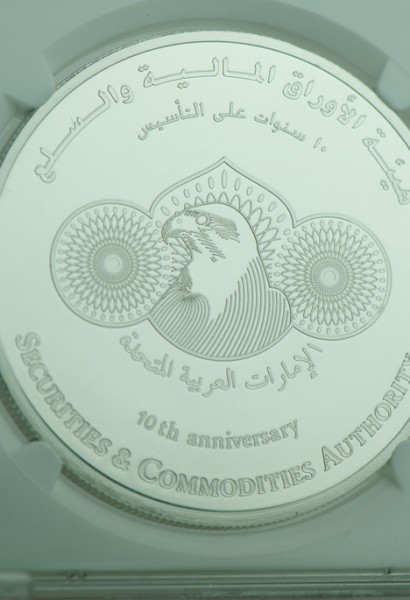 هيئة الأوراق المالية والسلع
١٠ سنوات على التأسيس
الإمارات العربية المتحدة
10th anniversary
SECURITIES & COMMODITIES AUTHORITY